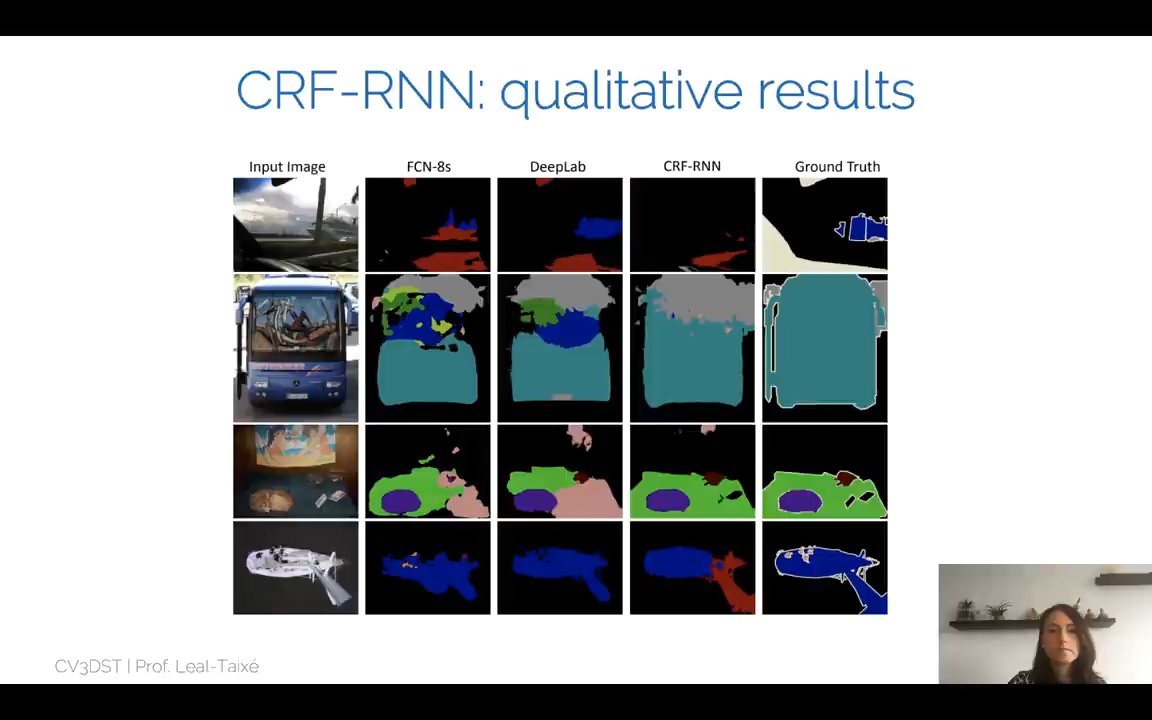 CRF-RNN: qualitative results
Input Image FCN-8s DeepLab CRF-RNN Ground Truth
CV3DST | Prof. Leal-Taixé